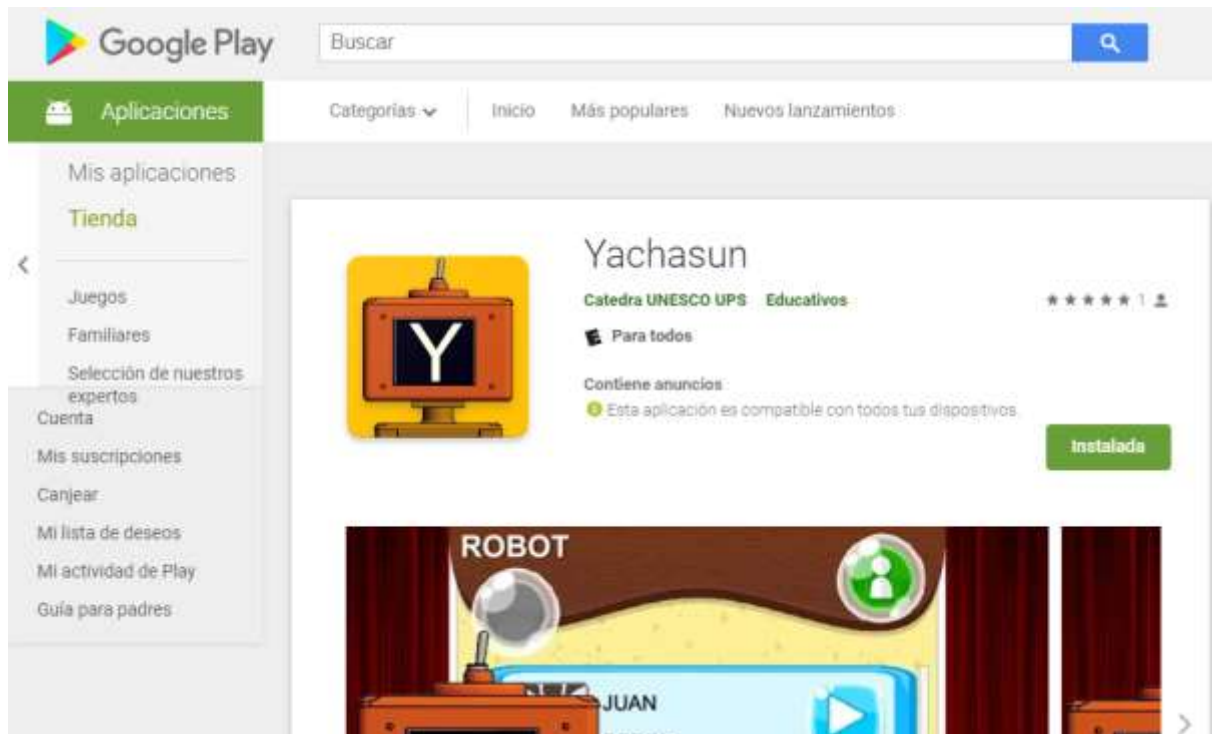 Google Play
Buscar
Aplicaciones
Categorías
Inicio
Más populares
Nuevos lanzamientos
Mis aplicaciones
Tienda
Juegos
Familiares
Selección de nuestros
expertos
Cuenta
Mis suscripciones
Canjear
Mi lista de deseos
Mi actividad de Play
Guía para padres
Y
Yachasun
Catedra UNESCO UPS Educativos
1
E Para todos
Contiene anuncios
Esta aplicación es compatible con todos tus dispositivos.
Instalada
ROBOT
JUAN